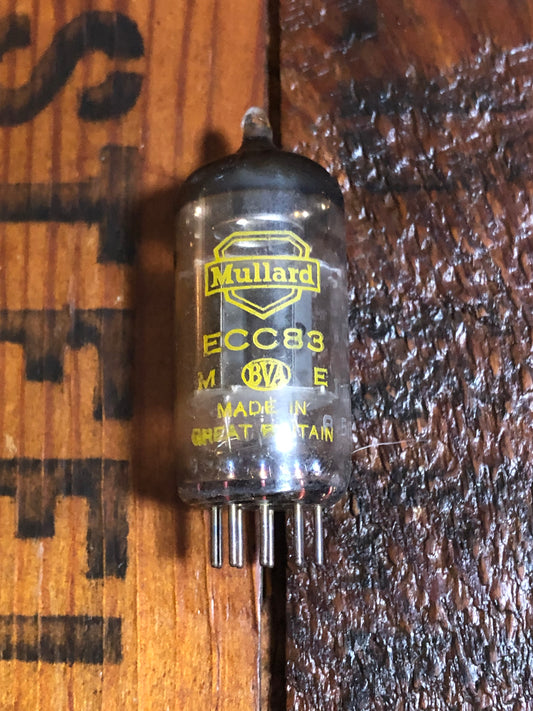 Mullard
ECC83
M BVA E
MADE IN
GREAT BRITAIN